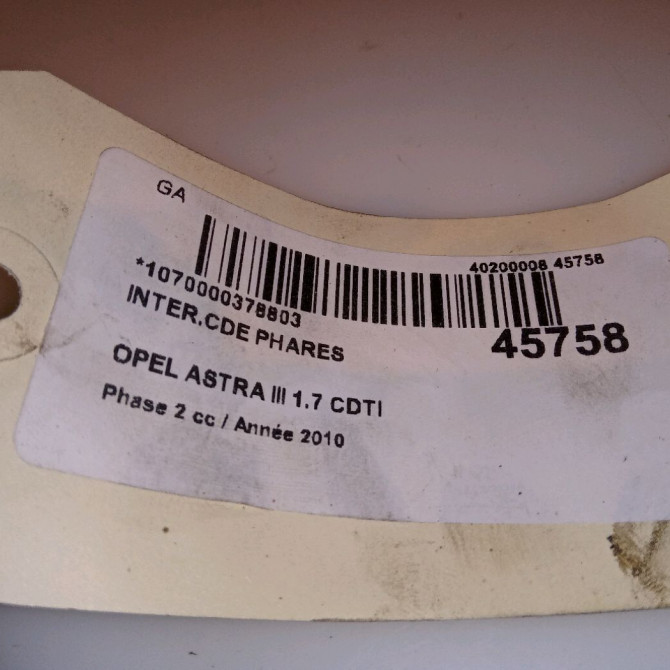 GA
40200008 45758
*1070000378803
45758
INTER.CDE PHARES
OPEL ASTRA III 1.7 CDTI
Phase 2 cc / Année 2010